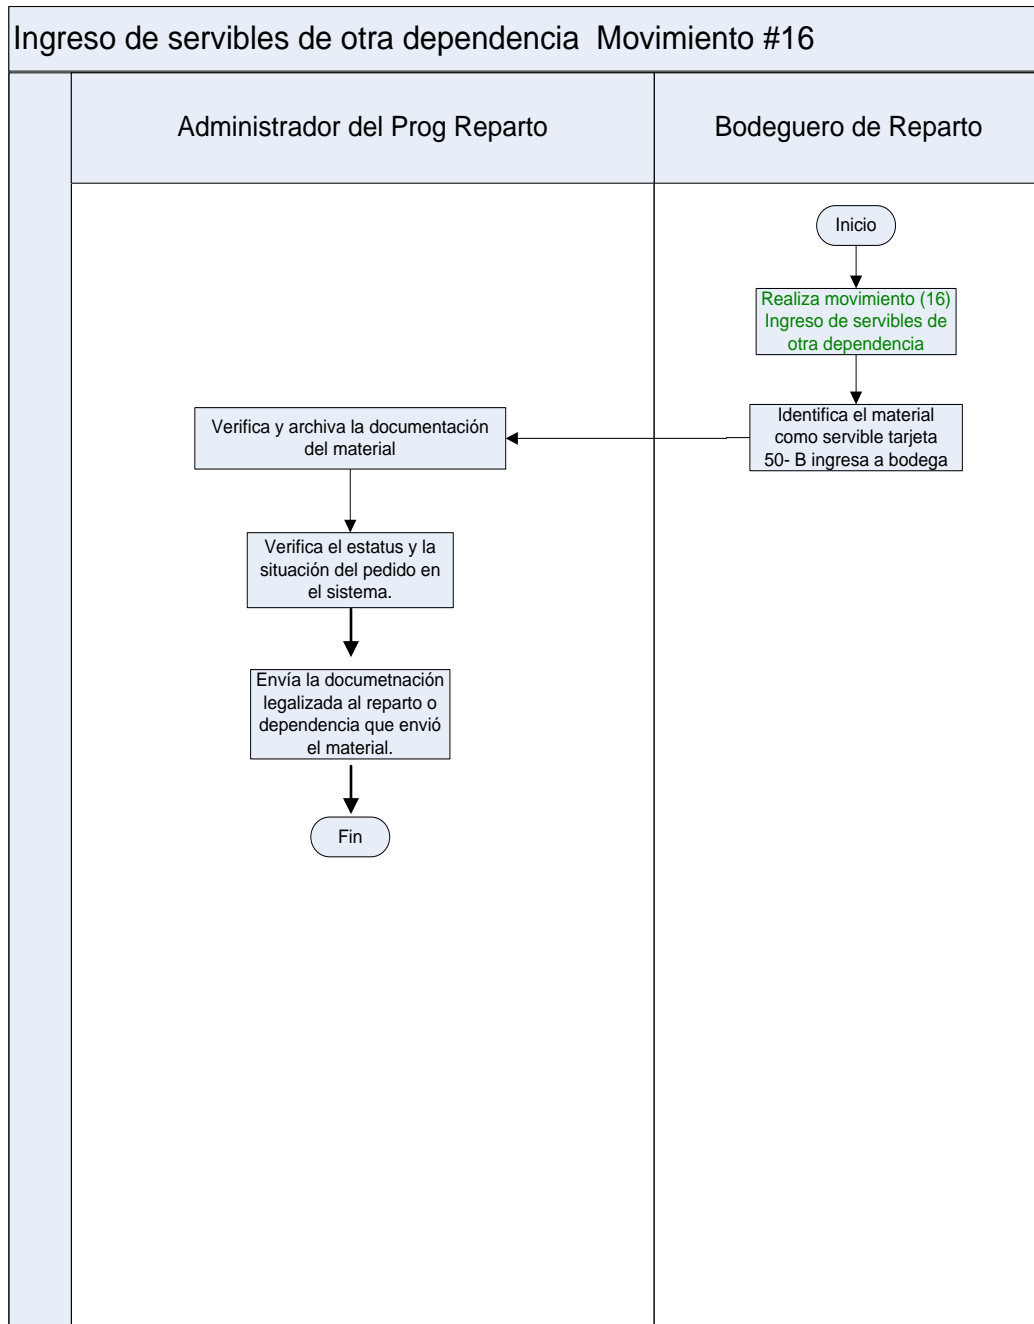 Ingreso de servibles de otra dependencia  Movimiento #16
Administrador del Prog Reparto
Bodeguero de Reparto
Inicio
Realiza movimiento (16)
Ingreso de servibles de
otra dependencia
Identifica el material
como servible tarjeta
50- B ingresa a bodega
Verifica y archiva la documentación
del material
Verifica el estatus y la
situación del pedido en
el sistema.
Envía la documetnación
legalizada al reparto o
dependencia que envió
el material.
Fin